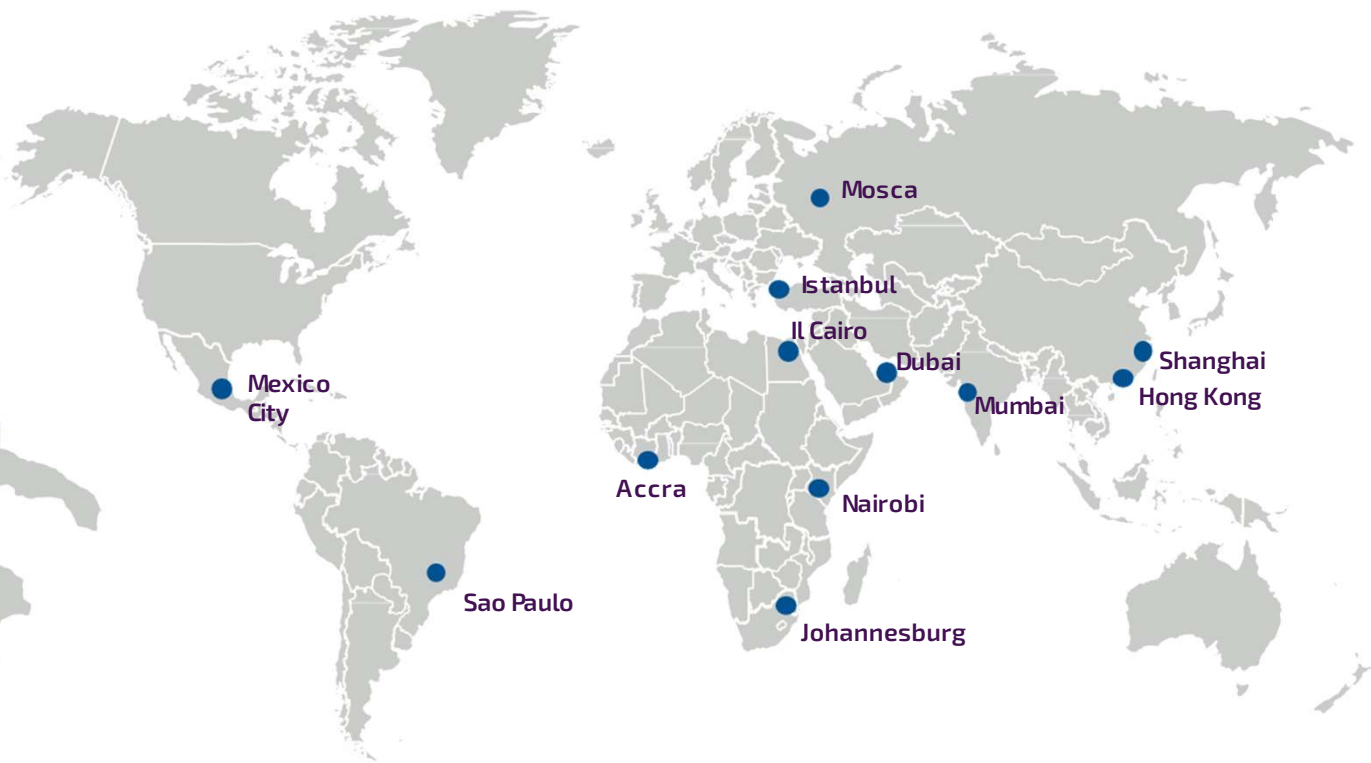 Mosca
Istanbul
Il Cairo
Dubai
Shanghai
Mexico
City
Hong Kong
Mumbai
Accra
Nairobi
Sao Paulo
Johannesburg